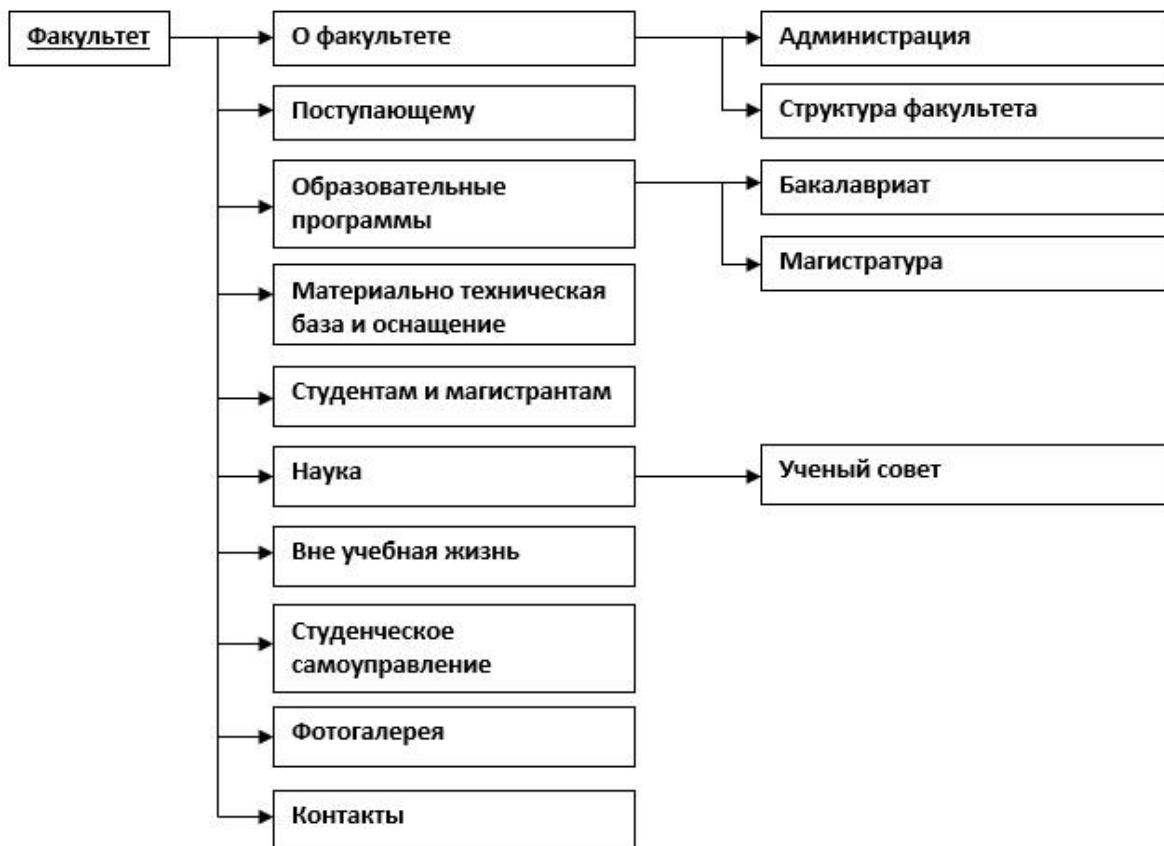 Факультет
О факультете
Администрация
Структура факультета
Поступающему
Образовательные
программы
Бакалавриат
Магистратура
Материально техническая
база и оснащение
Студентам и магистрантам
Наука
Ученый совет
Вне учебная жизнь
Студенческое
самоуправление
Фотогалерея
Контакты